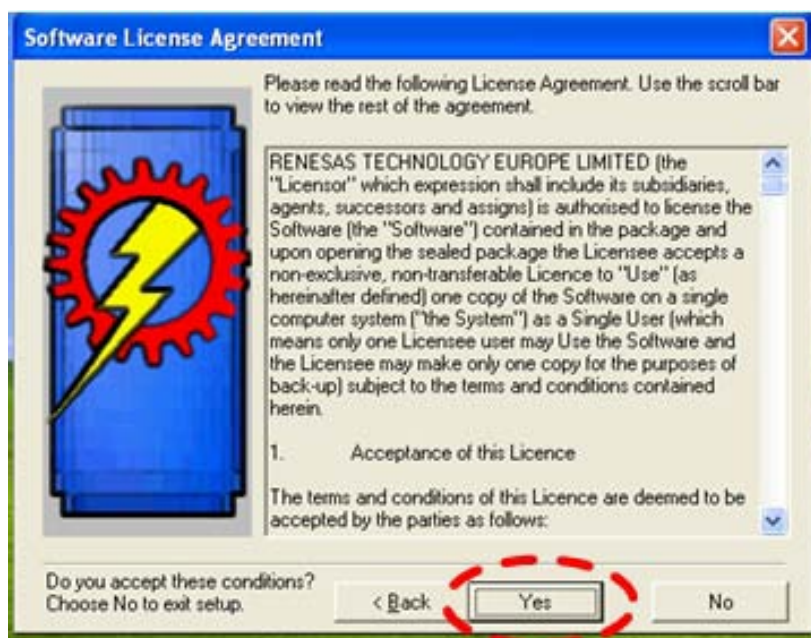 Software License Agreement
Please read the following License Agreement. Use the scroll bar
to view the rest of the agreement.
RENESAS TECHNOLOGY EUROPE LIMITED (the
"Licensor" which expression shall include its subsidiaries,
agents, successors and assigns) is authorised to license the
Software (the "Software") contained in the package and
upon opening the sealed package the Licensee accepts a
non-exclusive, non-transferable Licence to "Use" (as
hereinafter defined) one copy of the Software on a single
computer system ("the System") as a Single User (which
means only one Licensee user may Use the Software and
the Licensee may make only one copy for the purposes of
back-up) subject to the terms and conditions contained
herein.
1. Acceptance of this Licence
The terms and conditions of this Licence are deemed to be
accepted by the parties as follows:
Do you accept these conditions?
Choose No to exit setup.
< Back
Yes
No